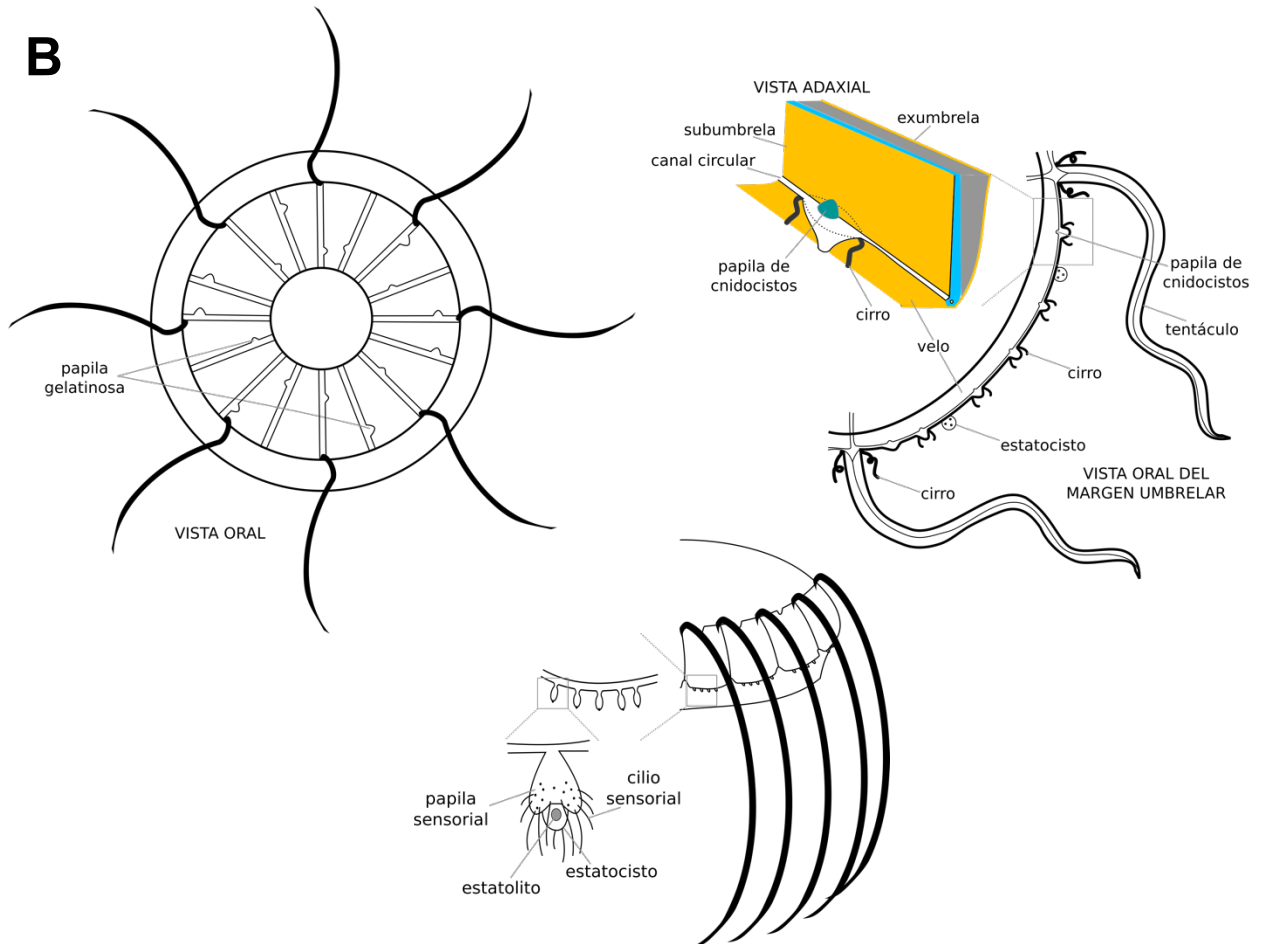 B
VISTA ADAXIAL
exumbrela
subumbrela
canal circular
papila de
cnidocistos
cirro
velo
papila de
cnidocistos
tentáculo
cirro
estatocisto
cirro
VISTA ORAL DEL
MARGEN UMBRELAR
papila
gelatinosa
VISTA ORAL
cilio
sensorial
papila
sensorial
estatocisto
estatolito